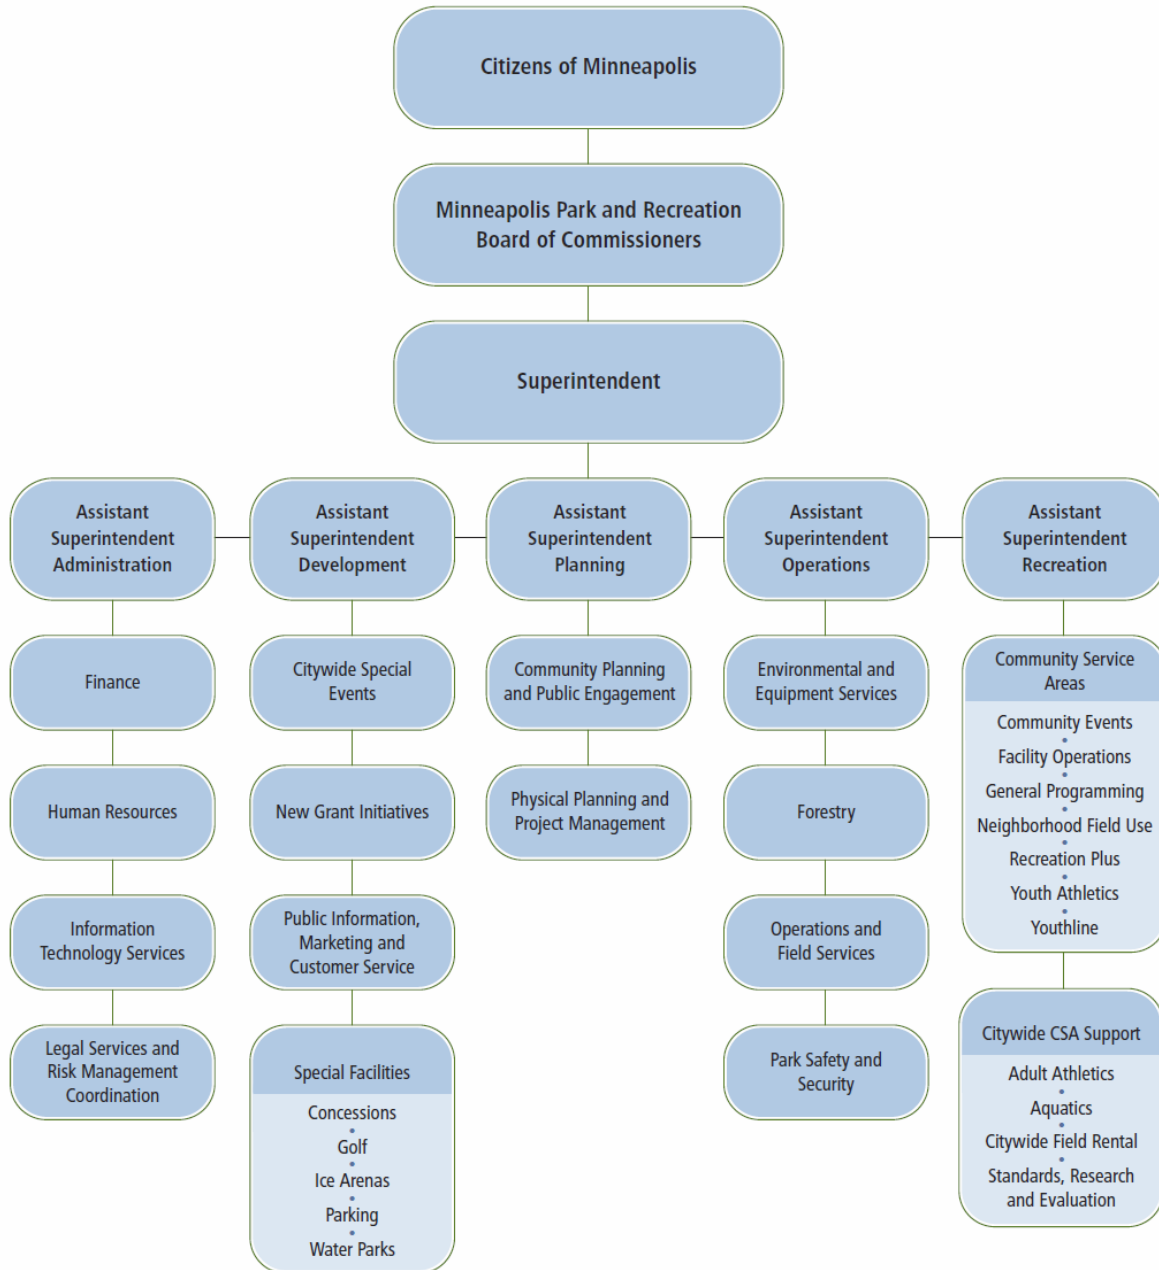 Citizens of Minneapolis
Minneapolis Park and Recreation
Board of Commissioners
Superintendent
Assistant
Superintendent
Administration
Assistant
Superintendent
Development
Assistant
Superintendent
Planning
Assistant
Superintendent
Operations
Assistant
Superintendent
Recreation
Finance
Human Resources
Information
Technology Services
Legal Services and
Risk Management
Coordination
Citywide Special
Events
New Grant Initiatives
Public Information,
Marketing and
Customer Service
Special Facilities
Concessions
•
Golf
•
Ice Arenas
•
Parking
•
Water Parks
Community Planning
and Public Engagement
Physical Planning and
Project Management
Environmental and
Equipment Services
Forestry
Operations and
Field Services
Park Safety and
Security
Community Service
Areas
Community Events
•
Facility Operations
•
General Programming
•
Neighborhood Field Use
•
Recreation Plus
•
Youth Athletics
•
Youthline
Citywide CSA Support
Adult Athletics
•
Aquatics
•
Citywide Field Rental
•
Standards, Research
and Evaluation